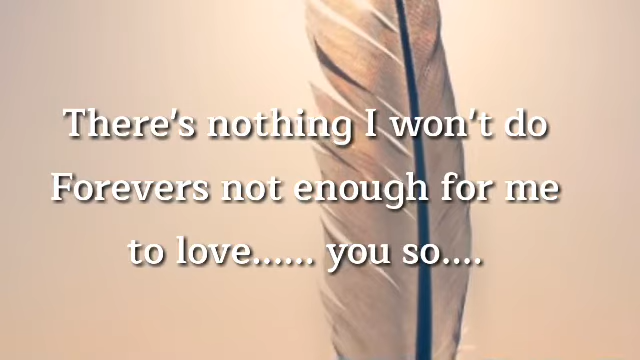 There's nothing I won't do
Forevers not enough for me
to love...... you so....